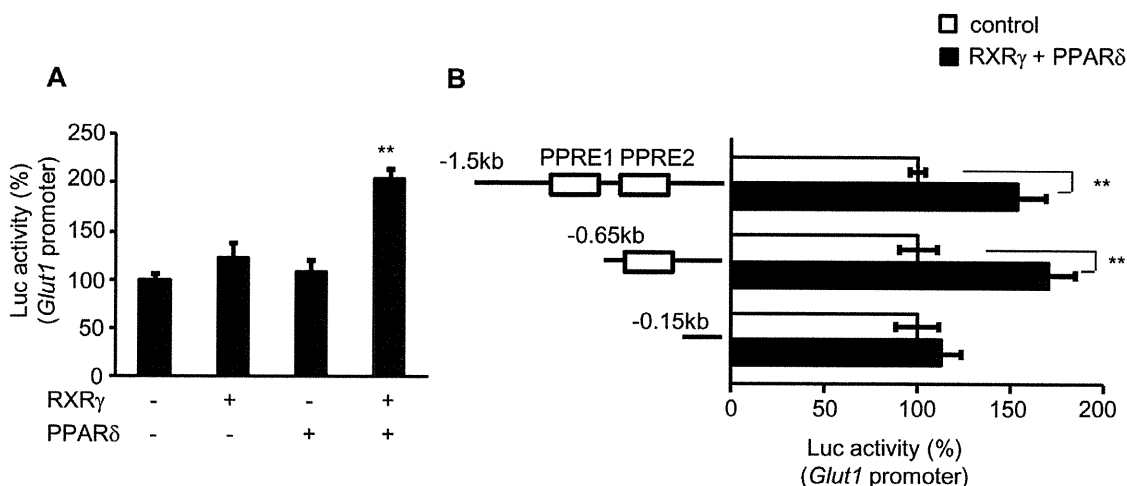 control
RXRγ + PPARδ
A
Luc activity (%)
(Glut1 promoter)
250
200
150
100
50
0
**
RXRγ - + - +
PPARδ - - + +
B
-1.5kb
PPRE1 PPRE2
-0.65kb
-0.15kb
**
**
0 50 100 150 200
Luc activity (%)
(Glut1 promoter)